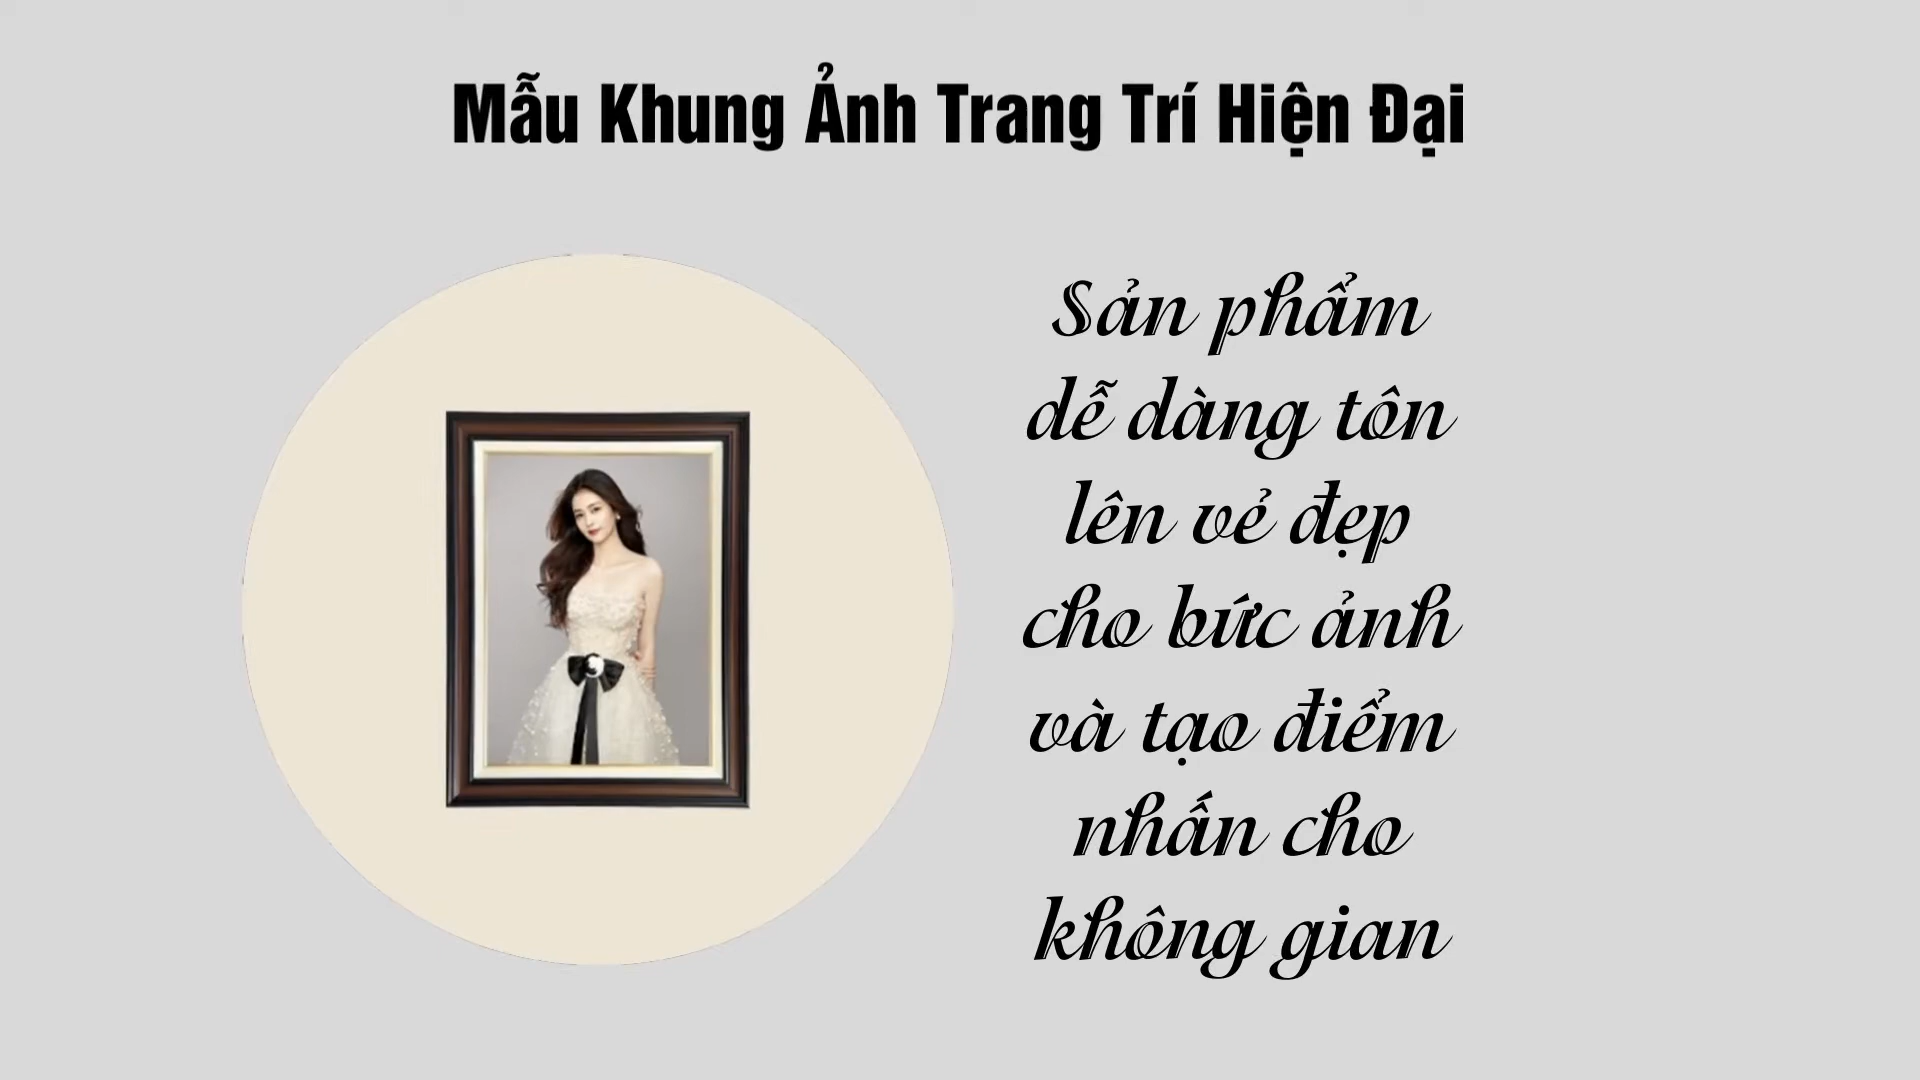 Mẫu Khung Ảnh Trang Trí Hiện Đại
Sản phẩm
dễ dàng tôn
lên vẻ đẹp
cho bức ảnh
và tạo điểm
nhấn cho
không gian